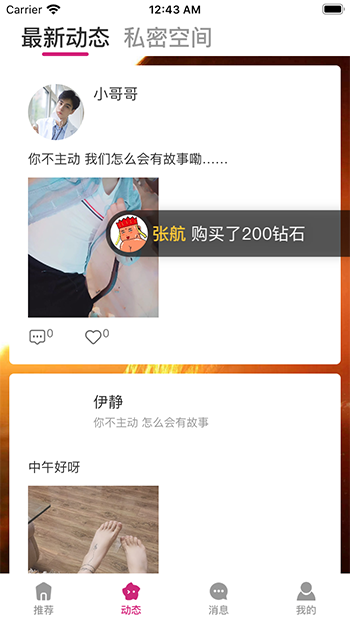 Carrier
12:43 AM
最新动态 私密空间
小哥哥
你不主动 我们怎么会有故事嘞……
张航 购买了200钻石
0 0
伊静
你不主动 怎么会有故事
中午好呀
推荐 动态 消息 我的